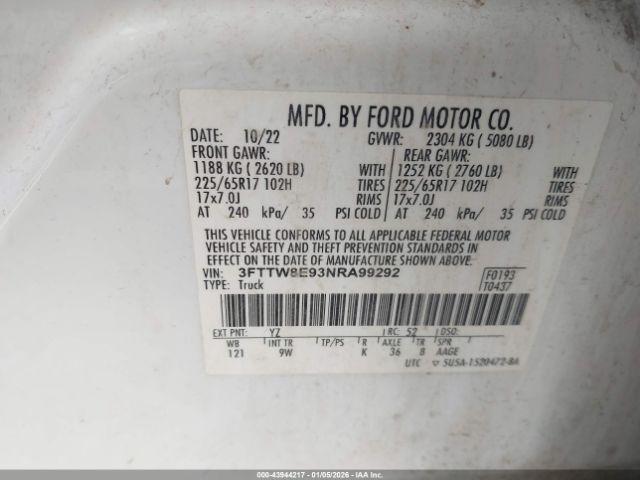 MFD. BY FORD MOTOR CO.
DATE: 10/22 GVWR: 2304 KG ( 5080 LB)
FRONT GAWR: REAR GAWR:
1188 KG ( 2620 LB) WITH 1252 KG ( 2760 LB) WITH
225/65R17 102H TIRES 225/65R17 102H TIRES
17x7.0J RIMS 17x7.0J RIMS
AT 240 kPa/ 35 PSI COLD AT 240 kPa/ 35 PSI COLD
THIS VEHICLE CONFORMS TO ALL APPLICABLE FEDERAL MOTOR
VEHICLE SAFETY AND THEFT PREVENTION STANDARDS IN
EFFECT ON THE DATE OF MANUFACTURE SHOWN ABOVE.
VIN: 3FTTW8E93NRA99292 F0193
TYPE: Truck T0437
EXT PNT: YZ RC: 52 DSO:
WB INT TR TP/PS R AXLE TR SPR
121 9W K 36 8 AAGE
UTC ▽ 5U5A-1520472-BA
000-43944217 - 01/05/2026 - IAA Inc.